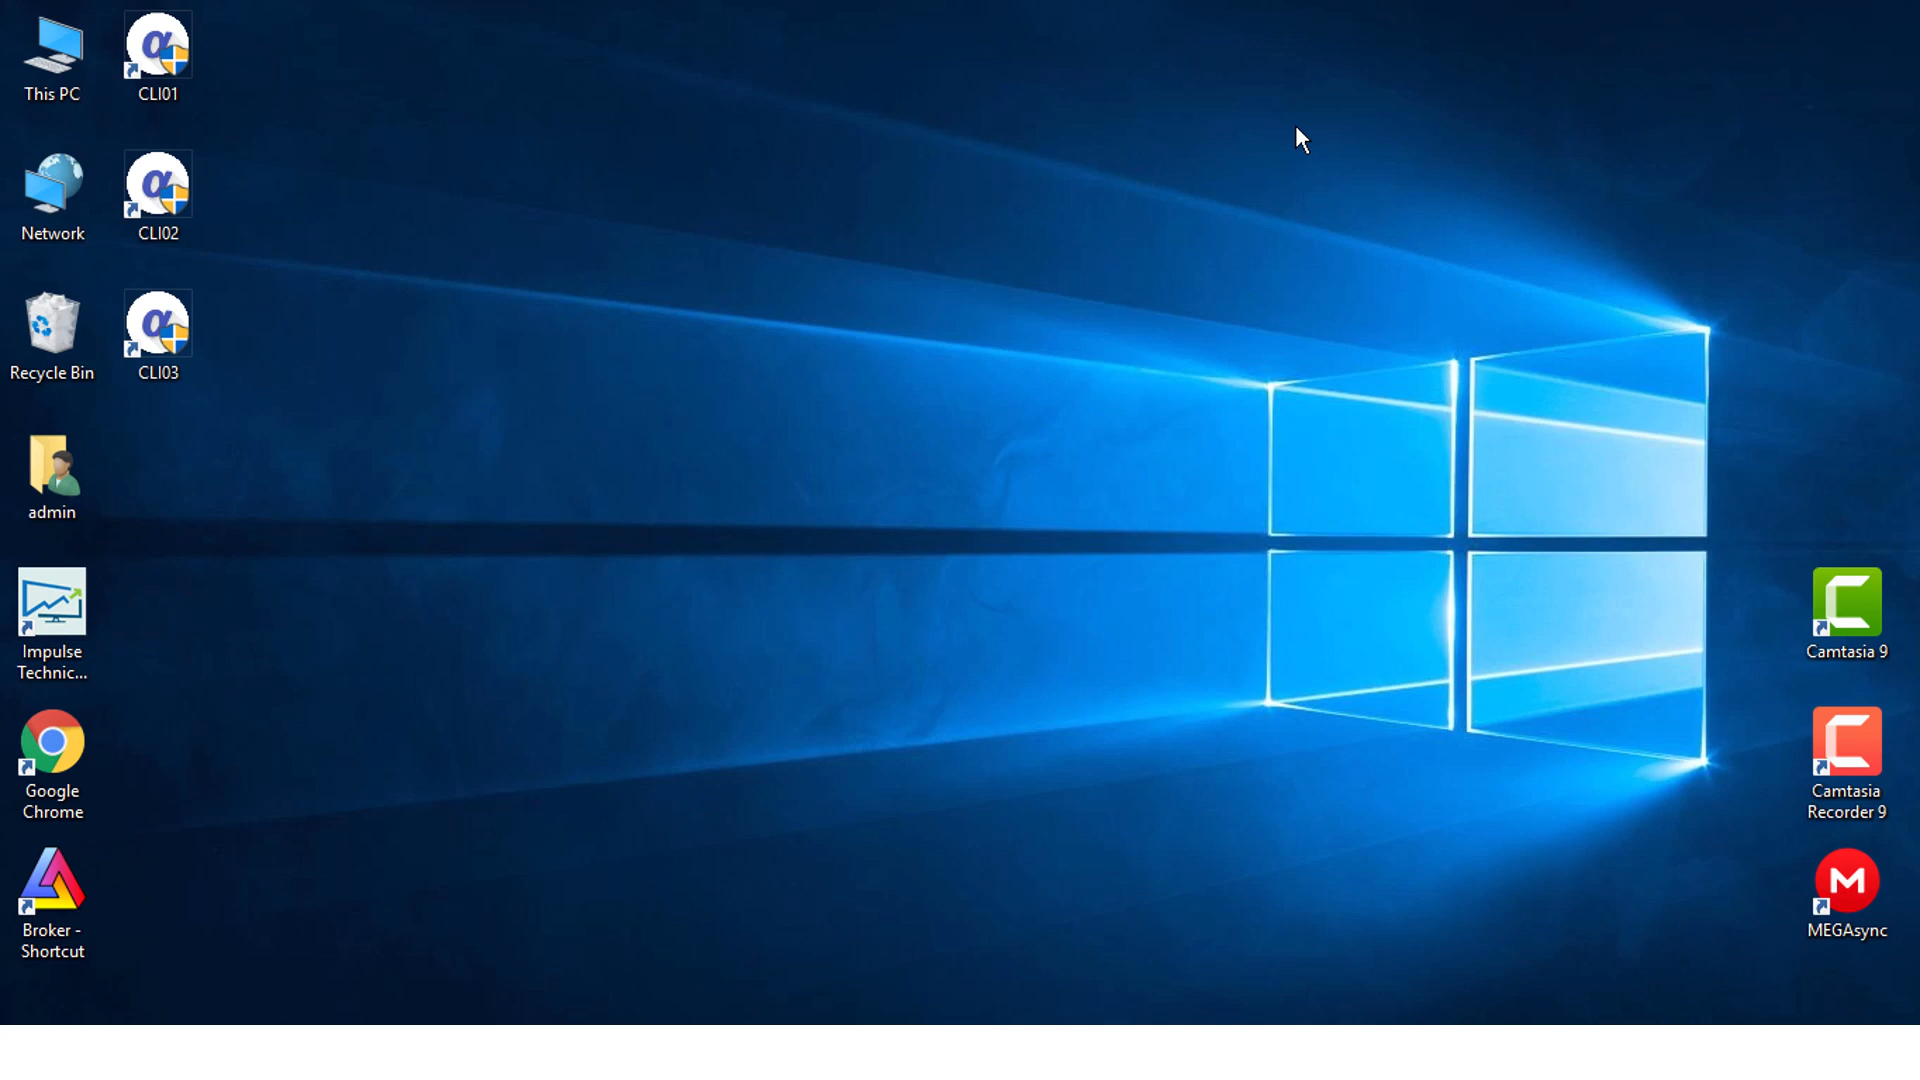 This PC
CLI01
Network
CLI02
Recycle Bin
CLI03
admin
Impulse
Technic...
Google
Chrome
Broker -
Shortcut
Camtasia 9
Camtasia
Recorder 9
MEGAsync